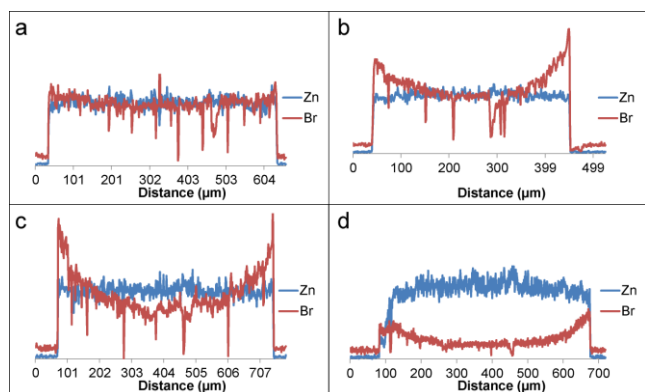 a
Zn
Br
0 101 201 302 403 503 604
Distance (µm)
b
Zn
Br
0 100 200 299 399 499
Distance (µm)
c
Zn
Br
0 101 202 303 404 505 606 707
Distance (µm)
d
Zn
Br
0 100 200 300 400 500 600 700
Distance (µm)